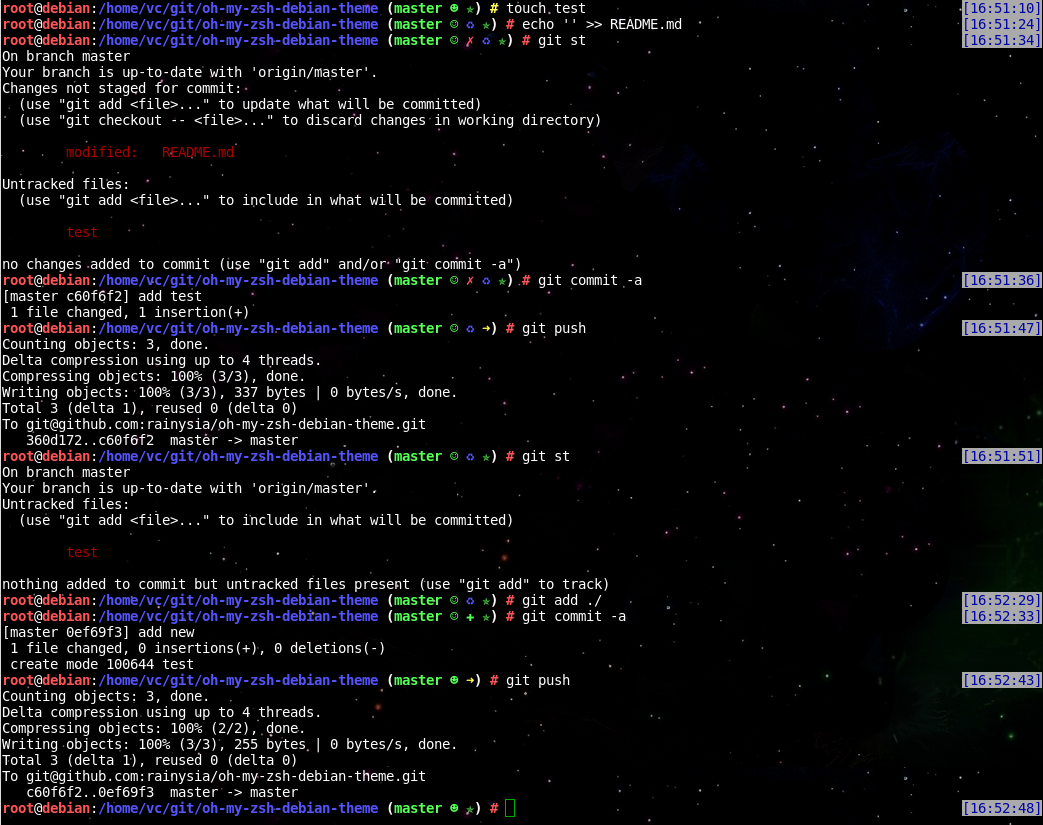 root@debian:/home/vc/git/oh-my-zsh-debian-theme (master ☻ ★) # touch test [16:51:10]
root@debian:/home/vc/git/oh-my-zsh-debian-theme (master ☺ ♻ ★) # echo '' >> README.md [16:51:24]
root@debian:/home/vc/git/oh-my-zsh-debian-theme (master ☺ ✗ ♻ ★) # git st [16:51:34]
On branch master
Your branch is up-to-date with 'origin/master'.
Changes not staged for commit:
  (use "git add <file>..." to update what will be committed)
  (use "git checkout -- <file>..." to discard changes in working directory)
        modified:   README.md
Untracked files:
  (use "git add <file>..." to include in what will be committed)
        test
no changes added to commit (use "git add" and/or "git commit -a")
root@debian:/home/vc/git/oh-my-zsh-debian-theme (master ☺ ✗ ♻ ★) # git commit -a [16:51:36]
[master c60f6f2] add test
 1 file changed, 1 insertion(+)
root@debian:/home/vc/git/oh-my-zsh-debian-theme (master ☺ ♻ ➜) # git push [16:51:47]
Counting objects: 3, done.
Delta compression using up to 4 threads.
Compressing objects: 100% (3/3), done.
Writing objects: 100% (3/3), 337 bytes | 0 bytes/s, done.
Total 3 (delta 1), reused 0 (delta 0)
To git@github.com:rainysia/oh-my-zsh-debian-theme.git
   360d172..c60f6f2  master -> master
root@debian:/home/vc/git/oh-my-zsh-debian-theme (master ☺ ♻ ★) # git st [16:51:51]
On branch master
Your branch is up-to-date with 'origin/master'.
Untracked files:
  (use "git add <file>..." to include in what will be committed)
        test
nothing added to commit but untracked files present (use "git add" to track)
root@debian:/home/vc/git/oh-my-zsh-debian-theme (master ☺ ♻ ★) # git add ./ [16:52:29]
root@debian:/home/vc/git/oh-my-zsh-debian-theme (master ☺ ✚ ★) # git commit -a [16:52:33]
[master 0ef69f3] add new
 1 file changed, 0 insertions(+), 0 deletions(-)
 create mode 100644 test
root@debian:/home/vc/git/oh-my-zsh-debian-theme (master ☻ ➜) # git push [16:52:43]
Counting objects: 3, done.
Delta compression using up to 4 threads.
Compressing objects: 100% (2/2), done.
Writing objects: 100% (3/3), 255 bytes | 0 bytes/s, done.
Total 3 (delta 1), reused 0 (delta 0)
To git@github.com:rainysia/oh-my-zsh-debian-theme.git
   c60f6f2..0ef69f3  master -> master
root@debian:/home/vc/git/oh-my-zsh-debian-theme (master ☻ ★) # [16:52:48]